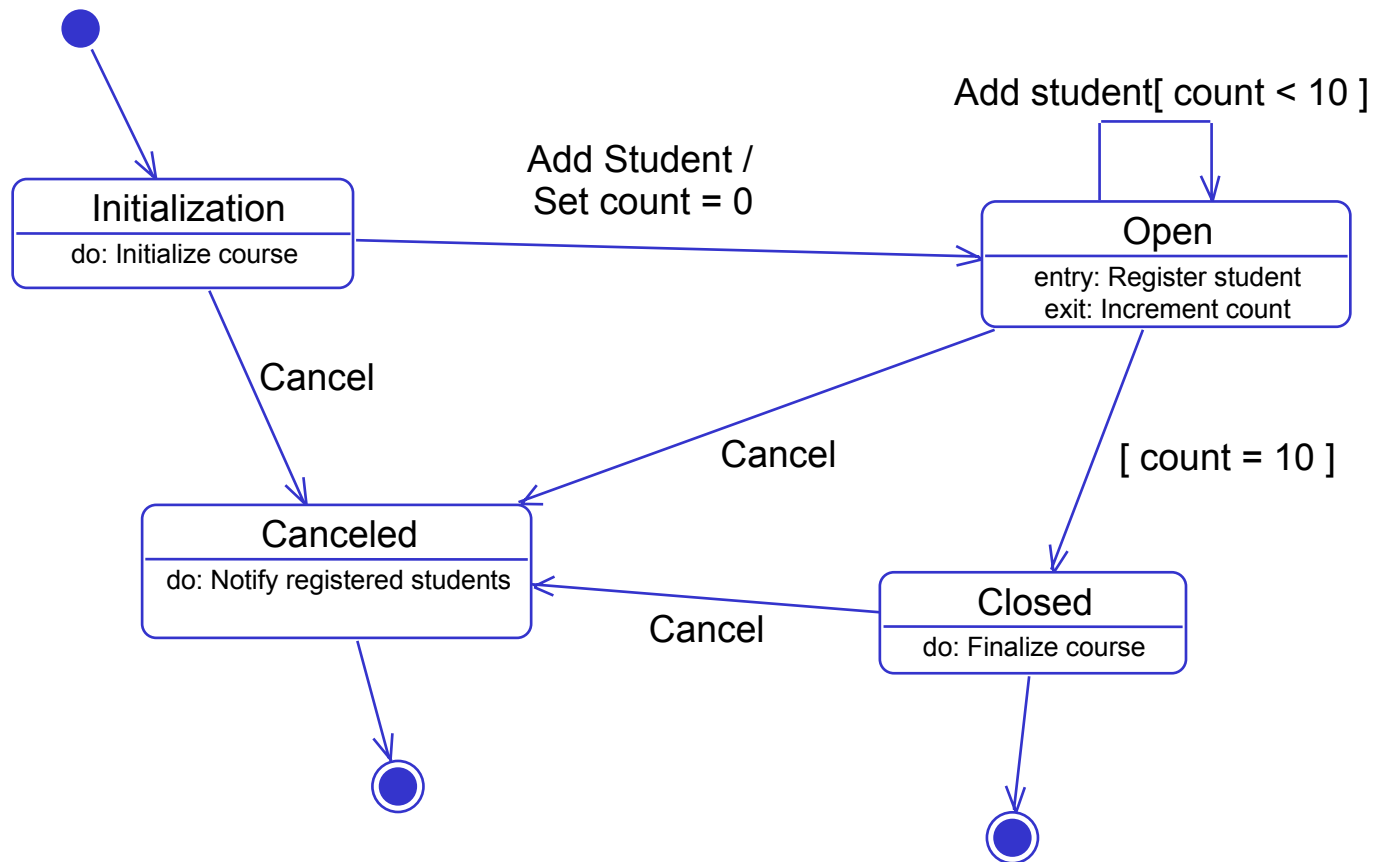 Add student[ count < 10 ]
Add Student /
Set count = 0
Initialization
do: Initialize course
Open
entry: Register student
exit: Increment count
Cancel
Cancel
[ count = 10 ]
Canceled
do: Notify registered students
Closed
do: Finalize course
Cancel